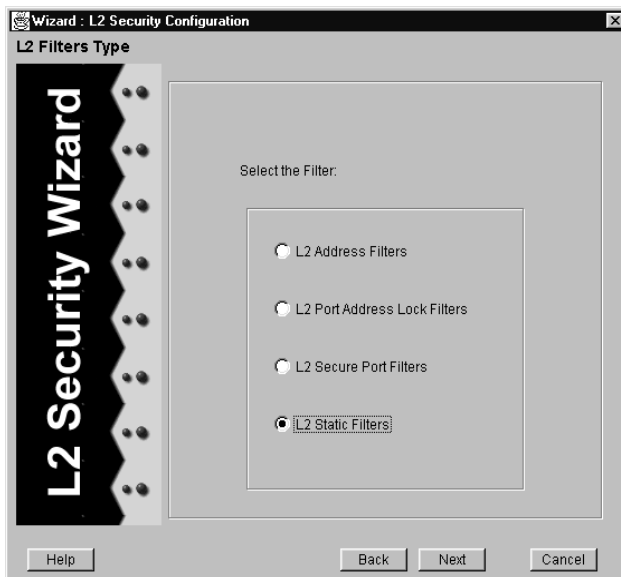 Wizard : L2 Security Configuration
L2 Filters Type
L2 Security Wizard
Select the Filter:
L2 Address Filters
L2 Port Address Lock Filters
L2 Secure Port Filters
L2 Static Filters
Help
Back
Next
Cancel